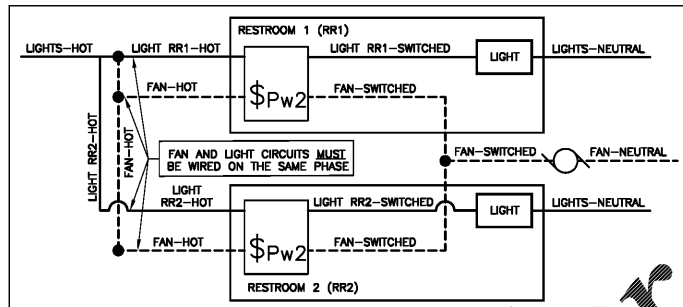 RESTROOM 1 (RR1)
LIGHTS-HOT
LIGHT RR1-HOT
LIGHT RR1-SWITCHED
LIGHT
LIGHTS-NEUTRAL
FAN-HOT
$Pw2
FAN-SWITCHED
LIGHT RR2-HOT
FAN-HOT
FAN AND LIGHT CIRCUITS MUST
BE WIRED ON THE SAME PHASE
FAN-SWITCHED
FAN-NEUTRAL
LIGHT
RR2-HOT
LIGHT RR2-SWITCHED
LIGHT
LIGHTS-NEUTRAL
FAN-HOT
$Pw2
FAN-SWITCHED
RESTROOM 2 (RR2)